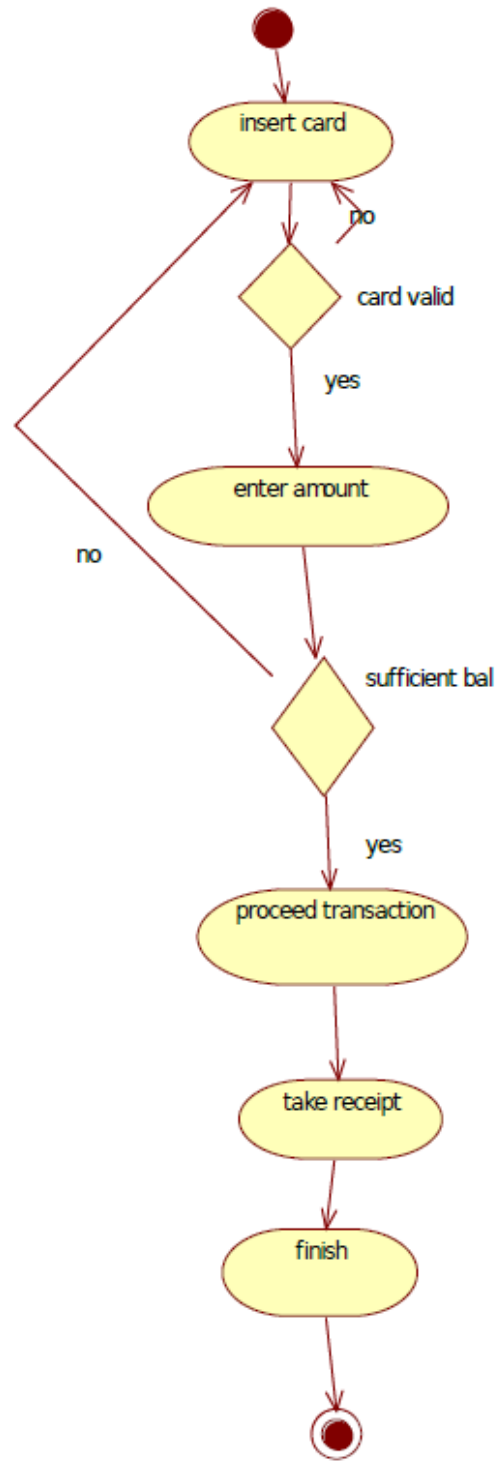 insert card
no
card valid
yes
enter amount
no
sufficient bal
yes
proceed transaction
take receipt
finish